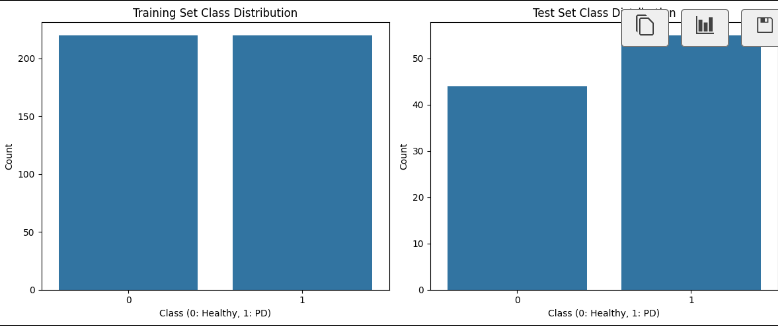 Training Set Class Distribution
200
150
100
50
0
Count
0 1
Class (0: Healthy, 1: PD)
Test Set Class
50
40
30
20
10
0
Count
0 1
Class (0: Healthy, 1: PD)